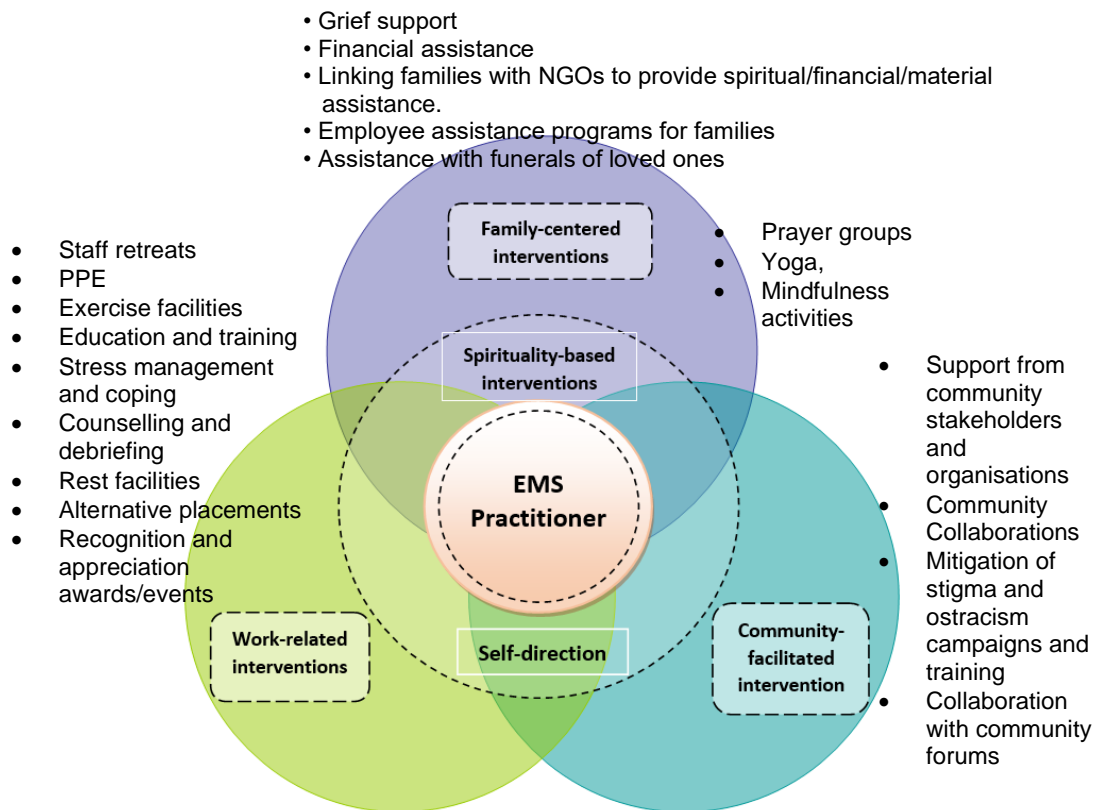 • Grief support
• Financial assistance
• Linking families with NGOs to provide spiritual/financial/material
assistance.
• Employee assistance programs for families
• Assistance with funerals of loved ones
Family-centered
interventions
• Staff retreats
• PPE
• Exercise facilities
• Education and training
• Stress management
and coping
• Counselling and
debriefing
• Rest facilities
• Alternative placements
• Recognition and
appreciation
awards/events
• Prayer groups
• Yoga,
• Mindfulness
activities
Spirituality-based
interventions
• Support from
community
stakeholders
and
organisations
• Community
Collaborations
• Mitigation of
stigma and
ostracism
campaigns and
training
• Collaboration
with community
forums
EMS
Practitioner
Work-related
interventions
Self-direction
Community-
facilitated
intervention